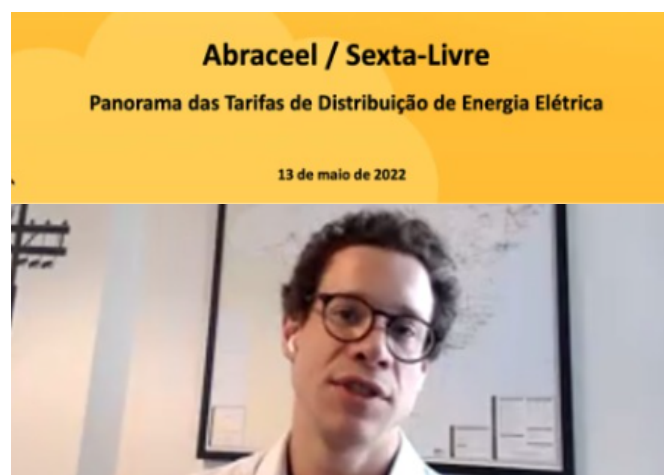 Abraceel / Sexta-Livre
Panorama das Tarifas de Distribuição de Energia Elétrica
13 de maio de 2022